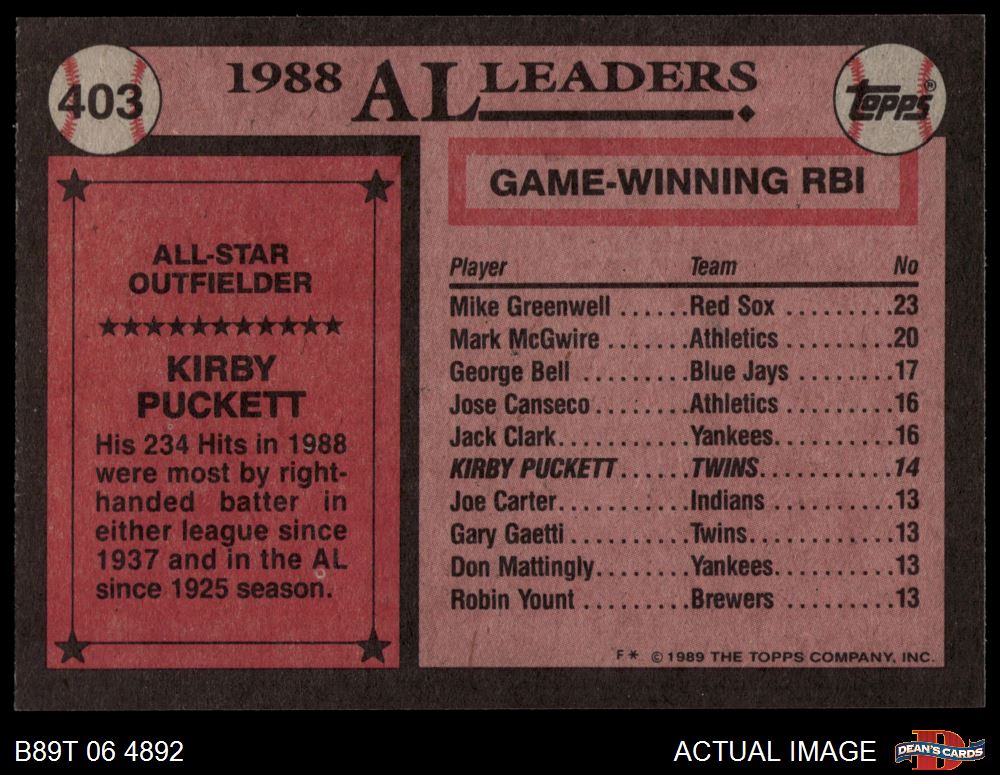 403
1988 AL LEADERS
topps®
ALL-STAR
OUTFIELDER
KIRBY
PUCKETT
His 234 Hits in 1988
were most by right-
handed batter in
either league since
1937 and in the AL
since 1925 season.
GAME-WINNING RBI
Player Team No
Mike Greenwell ......Red Sox .........23
Mark McGwire .......Athletics .........20
George Bell .........Blue Jays ........17
Jose Canseco........Athletics .........16
Jack Clark...........Yankees..........16
KIRBY PUCKETT......TWINS...........14
Joe Carter...........Indians ..........13
Gary Gaetti ..........Twins............13
Don Mattingly........Yankees..........13
Robin Yount .........Brewers .........13
F* © 1989 THE TOPPS COMPANY, INC.
B89T 06 4892
ACTUAL IMAGE
DEAN'S CARDS